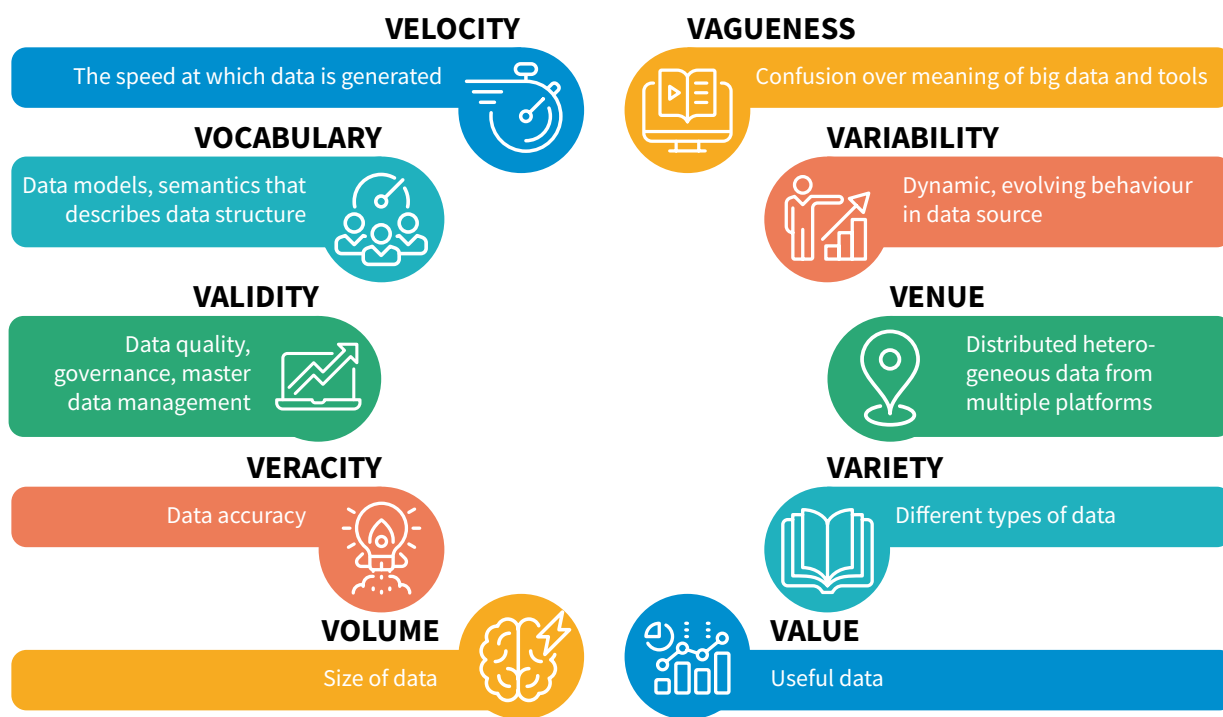 VELOCITY
The speed at which data is generated
VOCABULARY
Data models, semantics that
describes data structure
VALIDITY
Data quality,
governance, master
data management
VERACITY
Data accuracy
VOLUME
Size of data
VAGUENESS
Confusion over meaning of big data and tools
VARIABILITY
Dynamic, evolving behaviour
in data source
VENUE
Distributed hetero-
geneous data from
multiple platforms
VARIETY
Different types of data
VALUE
Useful data